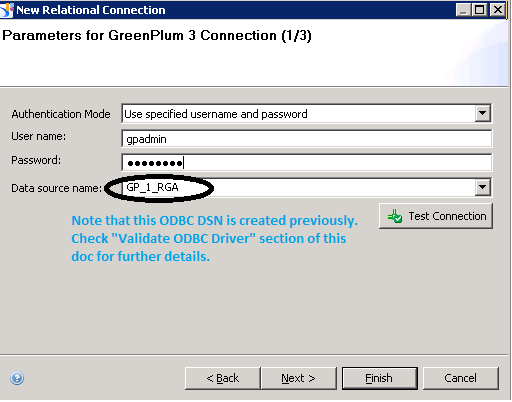 New Relational Connection
Parameters for GreenPlum 3 Connection (1/3)
Authentication Mode Use specified username and password
User name: gpadmin
Password: ●●●●●●●●
Data source name: GP_1_RGA
Test Connection
Note that this ODBC DSN is created previously.
Check "Validate ODBC Driver" section of this
doc for further details.
? < Back Next > Finish Cancel